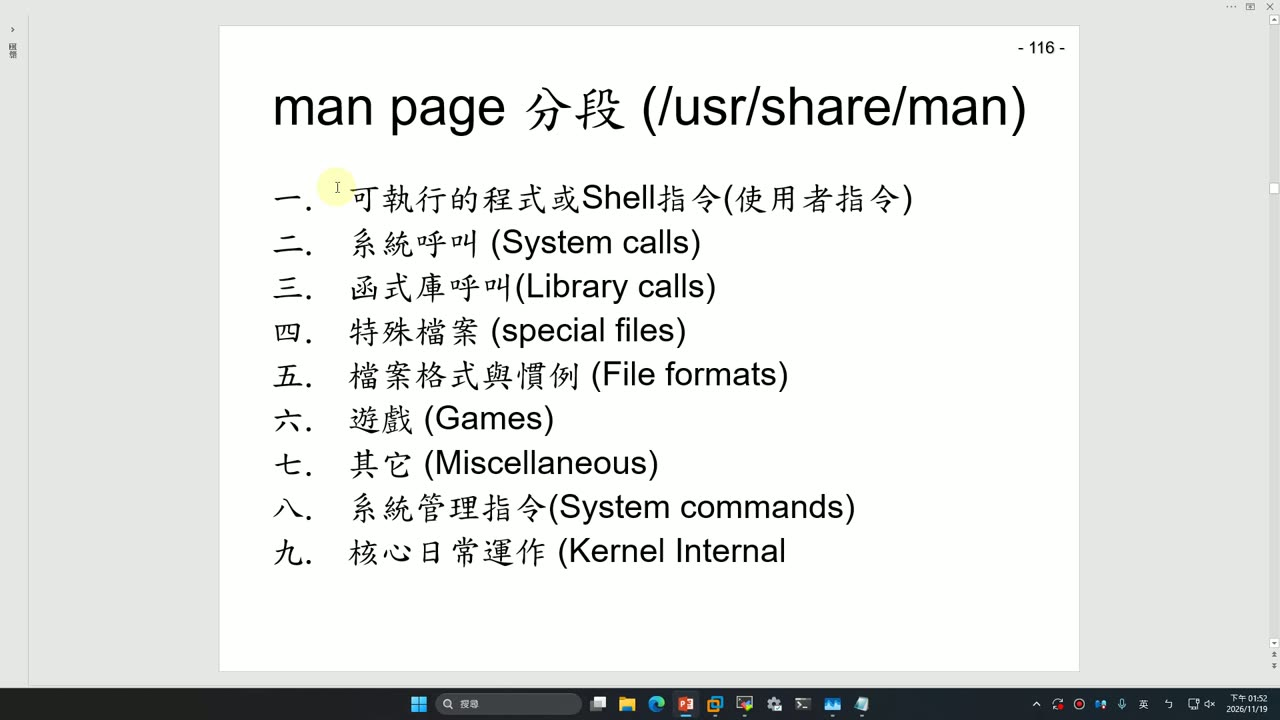 - 116 -
man page 分段 (/usr/share/man)
一. 可執行的程式或Shell指令(使用者指令)
二. 系統呼叫 (System calls)
三. 函式庫呼叫(Library calls)
四. 特殊檔案 (special files)
五. 檔案格式與慣例 (File formats)
六. 遊戲 (Games)
七. 其它 (Miscellaneous)
八. 系統管理指令(System commands)
九. 核心日常運作 (Kernel Internal
搜尋
英
ㄅ
下午 01:52
2026/11/19